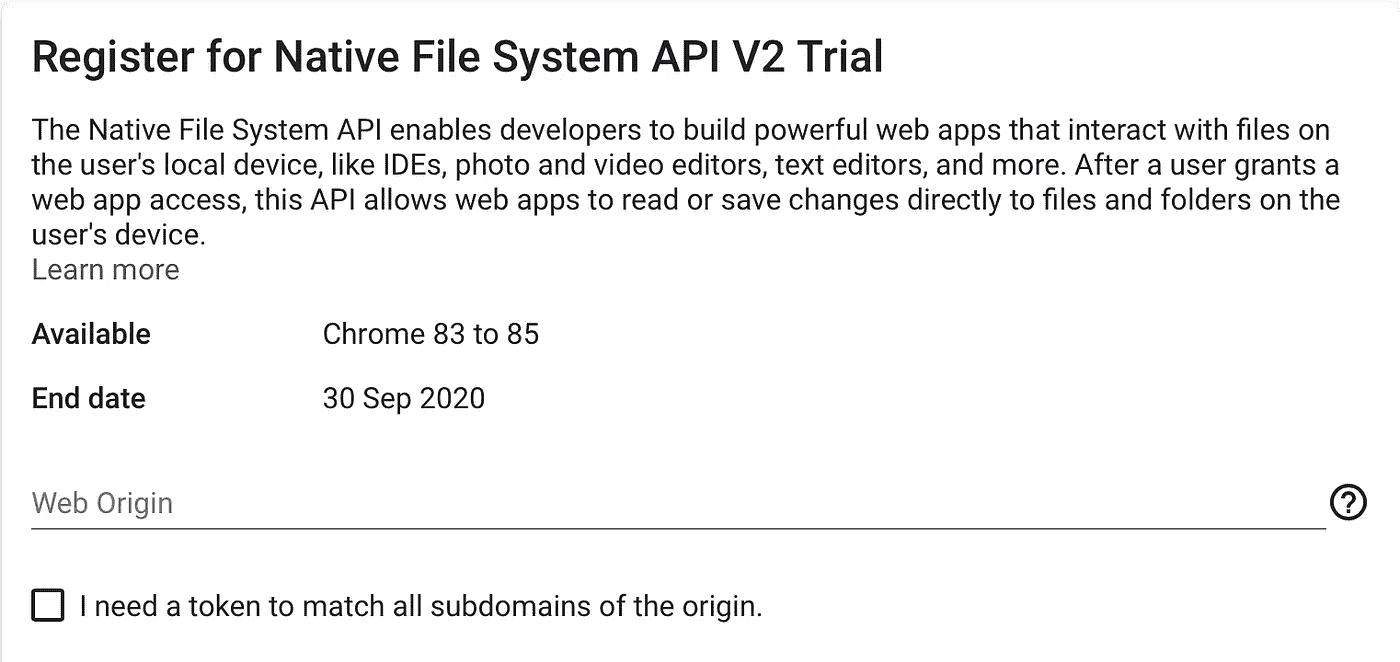 Register for Native File System API V2 Trial
The Native File System API enables developers to build powerful web apps that interact with files on
the user's local device, like IDEs, photo and video editors, text editors, and more. After a user grants a
web app access, this API allows web apps to read or save changes directly to files and folders on the
user's device.
Learn more
Available Chrome 83 to 85
End date 30 Sep 2020
Web Origin ?
I need a token to match all subdomains of the origin.